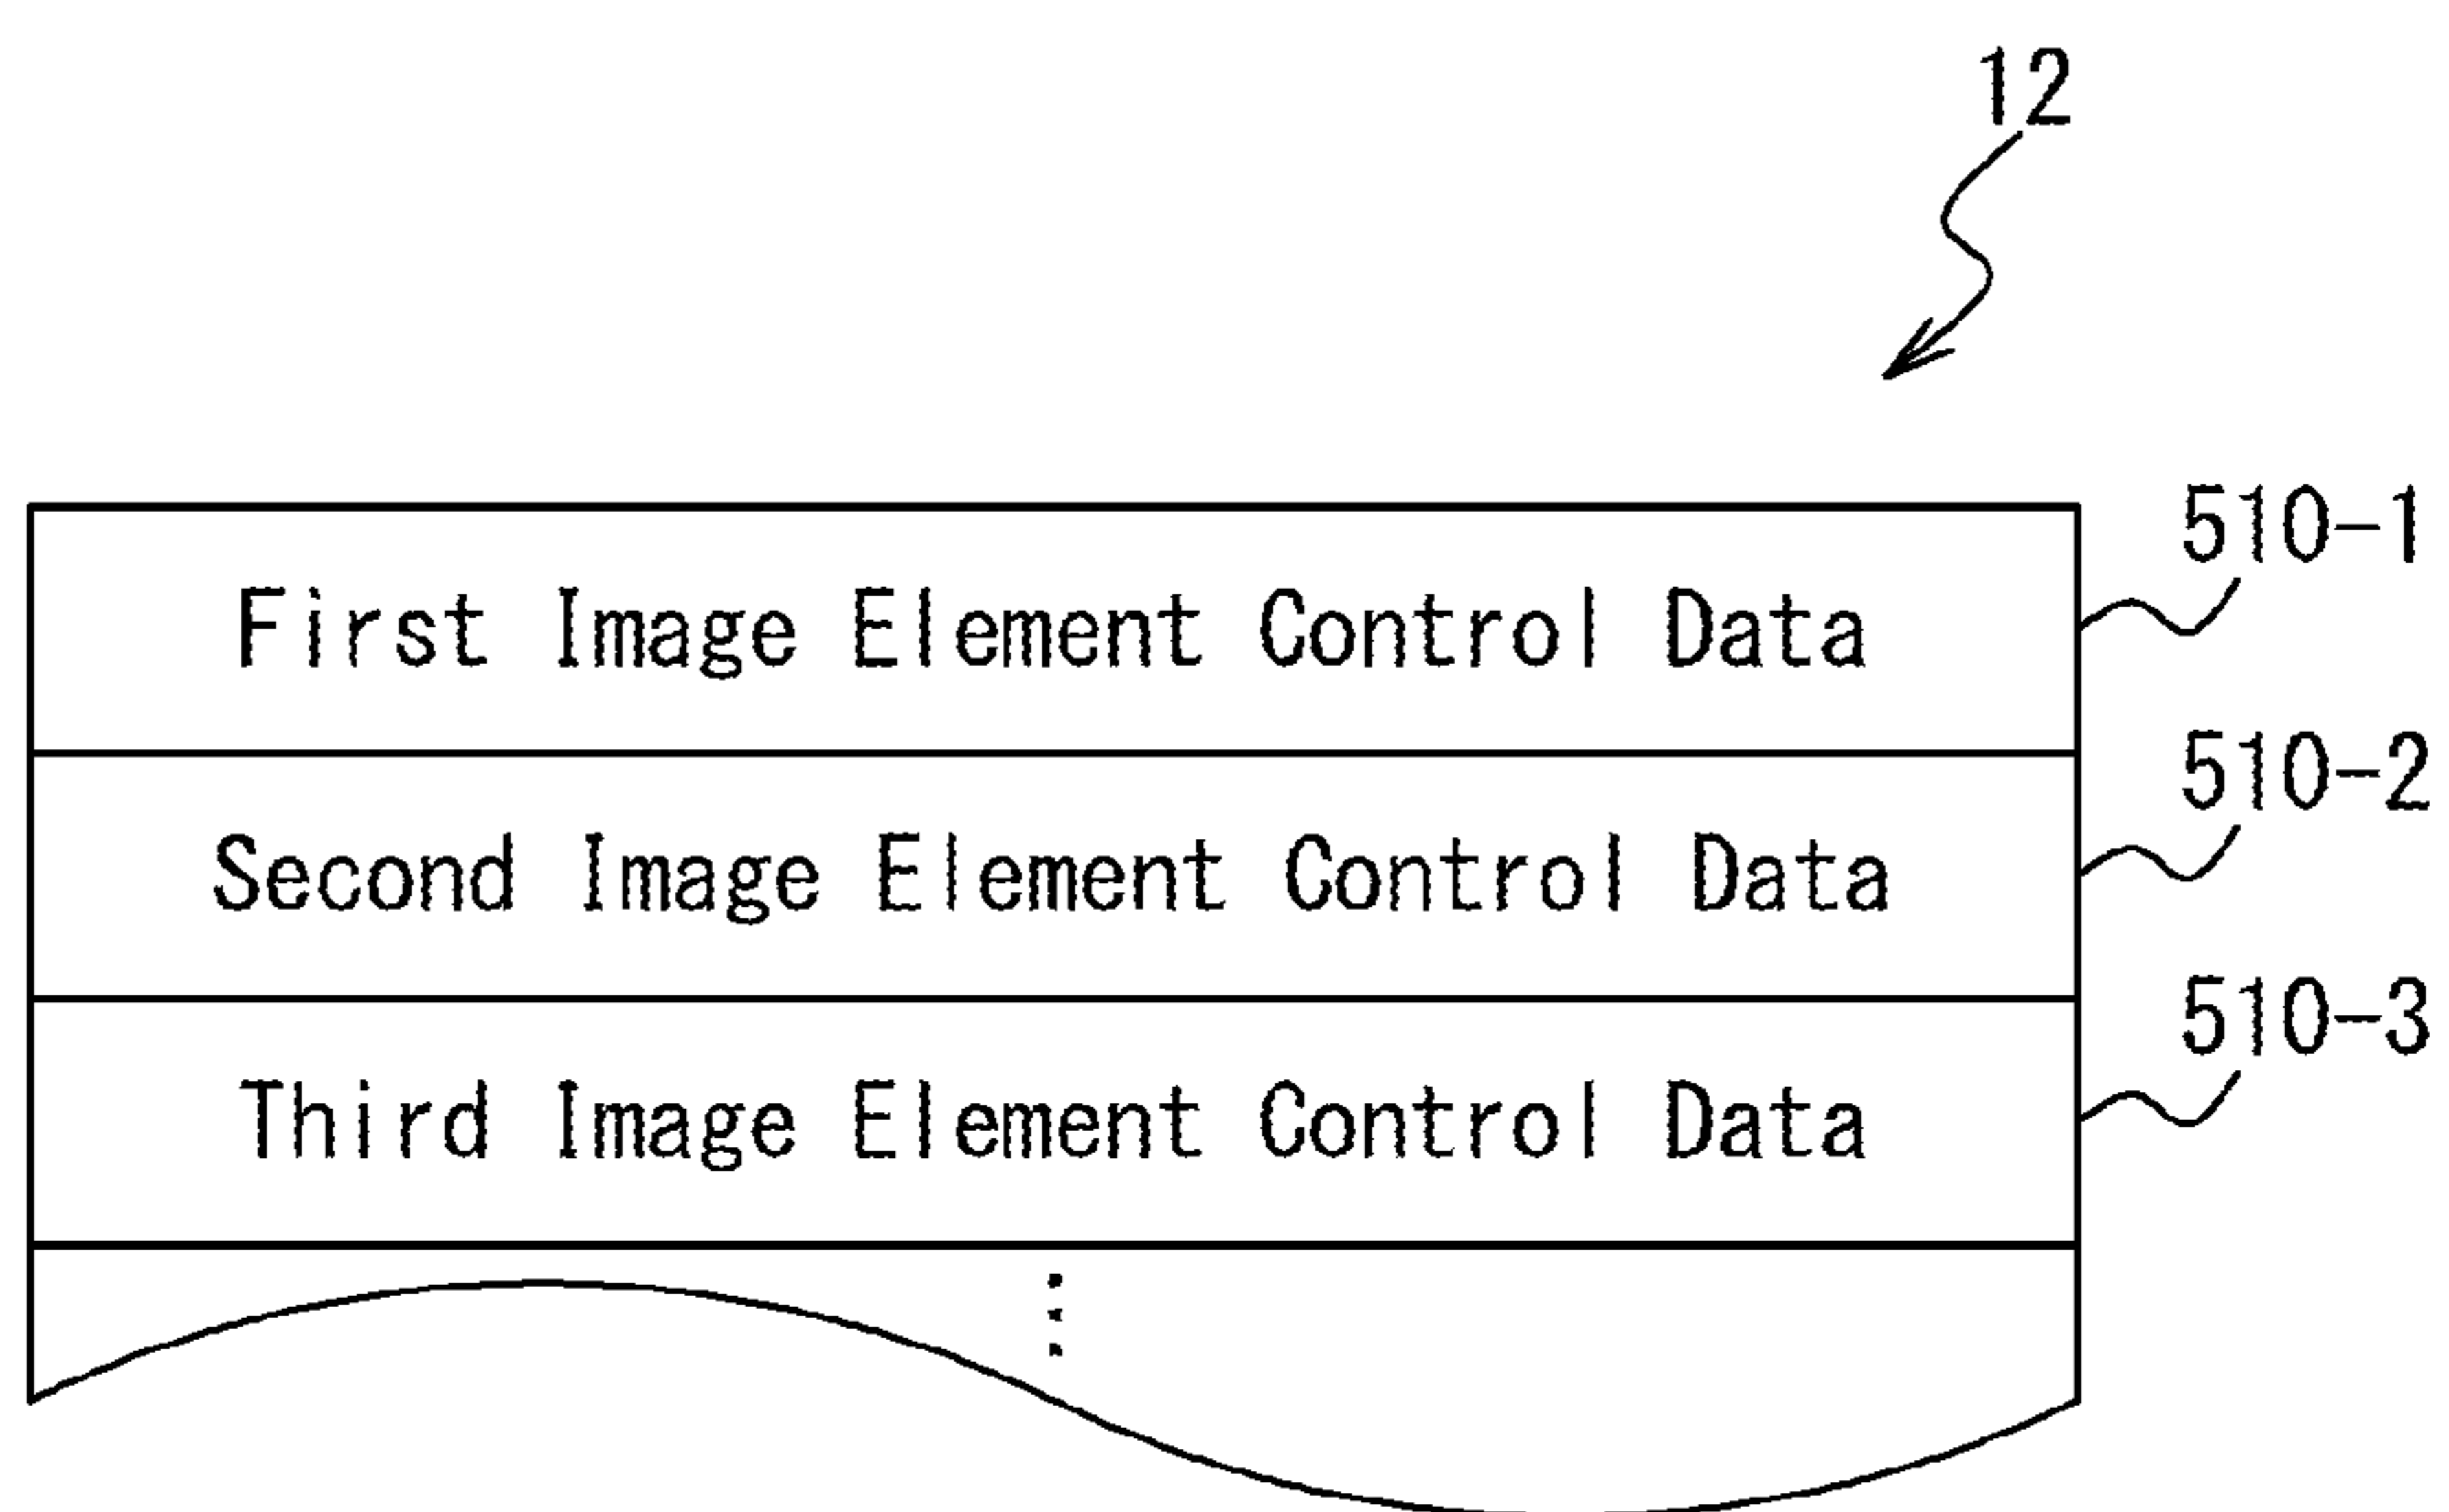 12
510-1
First Image Element Control Data
510-2
Second Image Element Control Data
510-3
Third Image Element Control Data